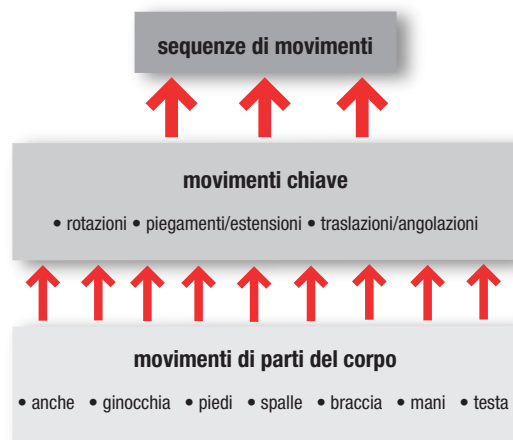 sequenze di movimenti
movimenti chiave
• rotazioni • piegamenti/estensioni • traslazioni/angolazioni
movimenti di parti del corpo
• anche • ginocchia • piedi • spalle • braccia • mani • testa